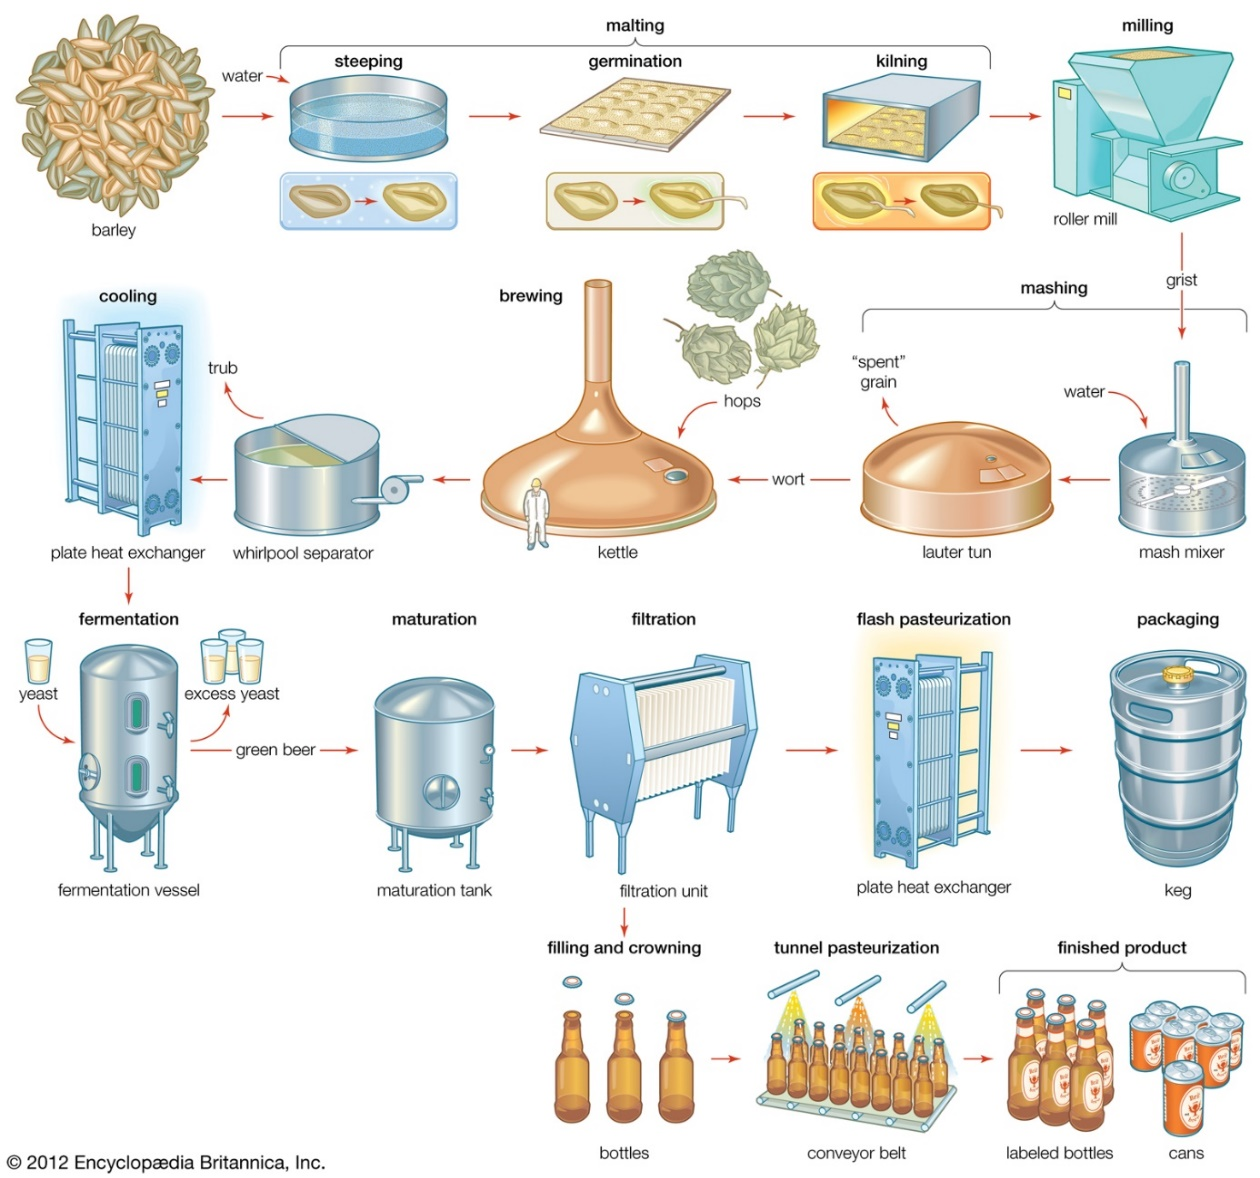 malting
milling
steeping
germination
kilning
water
barley
roller mill
grist
cooling
brewing
mashing
trub
hops
"spent"
grain
water
wort
plate heat exchanger
whirlpool separator
kettle
lauter tun
mash mixer
fermentation
maturation
filtration
flash pasteurization
packaging
yeast
excess yeast
green beer
fermentation vessel
maturation tank
filtration unit
plate heat exchanger
keg
filling and crowning
tunnel pasteurization
finished product
bottles
conveyor belt
labeled bottles
cans
© 2012 Encyclopædia Britannica, Inc.